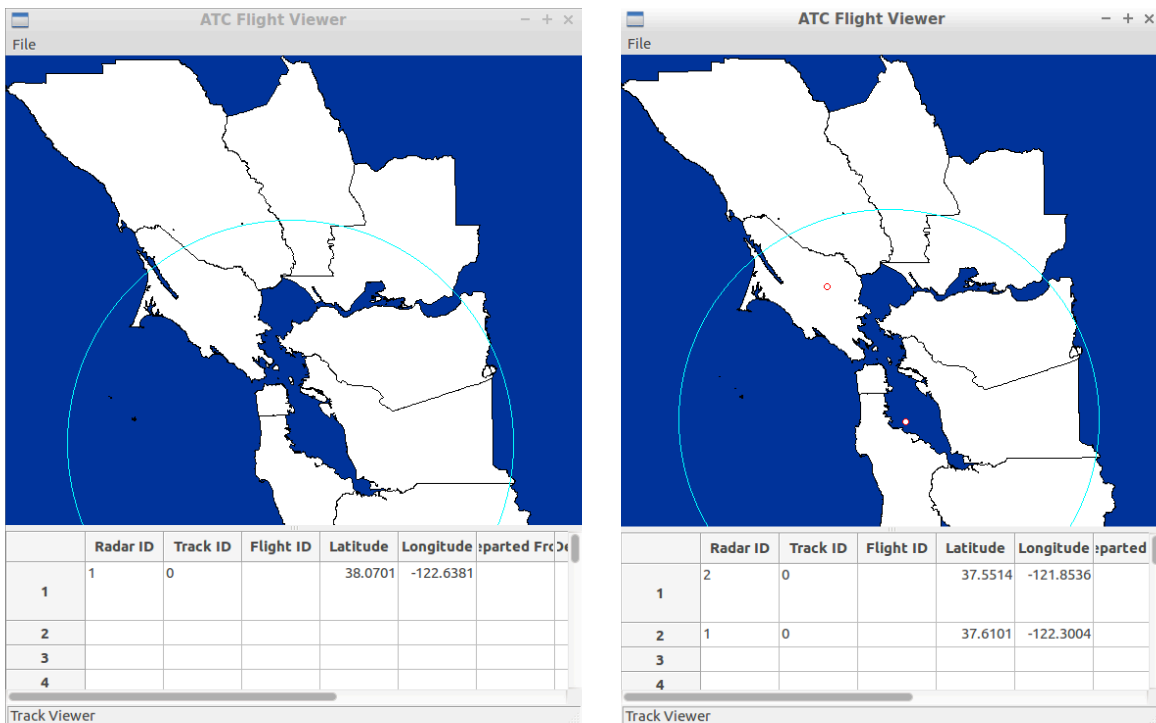 ATC Flight Viewer
File
Radar ID Track ID Flight ID Latitude Longitude eparted Fro De
1 1 0 38.0701 -122.6381
2
3
4
Track Viewer
ATC Flight Viewer
File
Radar ID Track ID Flight ID Latitude Longitude eparted
1 2 0 37.5514 -121.8536
2 1 0 37.6101 -122.3004
3
4
Track Viewer